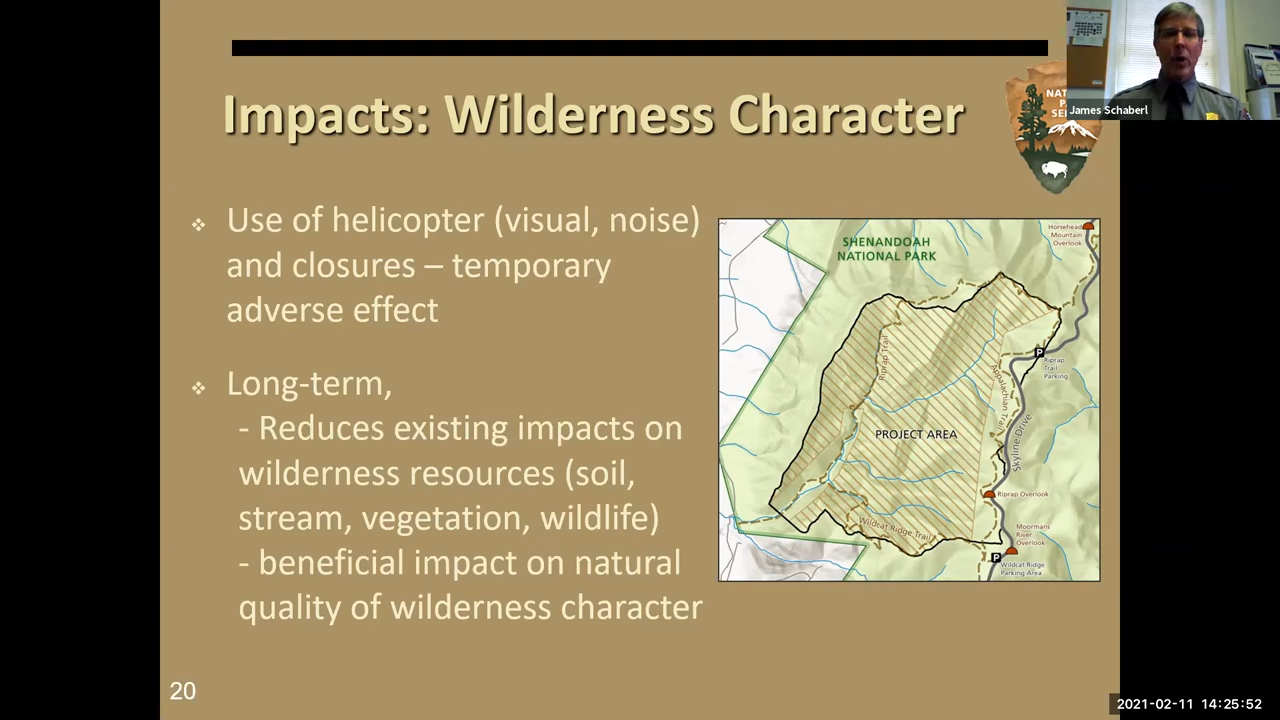 Impacts: Wilderness Character
NAT
P
SE
James Schaberl
❖ Use of helicopter (visual, noise)
and closures – temporary
adverse effect
❖ Long-term,
- Reduces existing impacts on
wilderness resources (soil,
stream, vegetation, wildlife)
- beneficial impact on natural
quality of wilderness character
SHENANDOAH
NATIONAL PARK
Horsehead
Mountain
Overlook
Riprap Trail
P
Riprap
Trail
Parking
Appalachian Trail
Skyline Drive
PROJECT AREA
Riprap Overlook
Wildcat Ridge Trail
Moormans
River
Overlook
P
Wildcat Ridge
Parking Area
20
2021-02-11 14:25:52